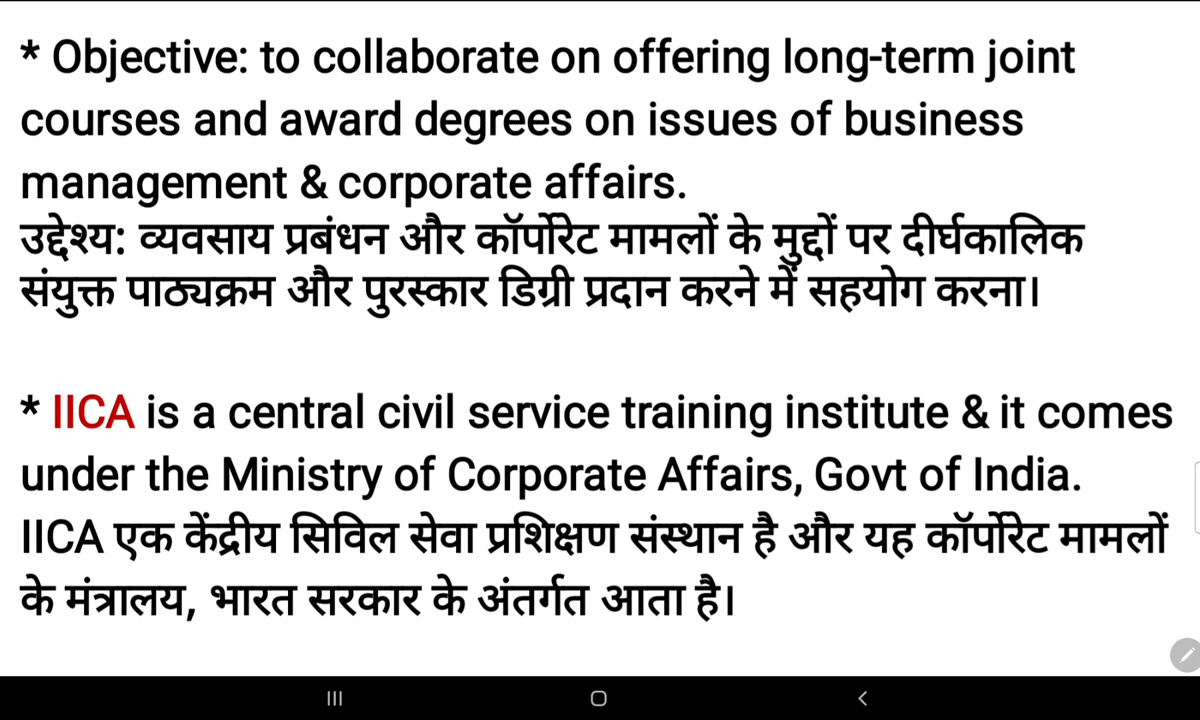 * Objective: to collaborate on offering long-term joint
courses and award degrees on issues of business
management & corporate affairs.
उद्देश्य: व्यवसाय प्रबंधन और कॉर्पोरेट मामलों के मुद्दों पर दीर्घकालिक
संयुक्त पाठ्यक्रम और पुरस्कार डिग्री प्रदान करने में सहयोग करना।
* IICA is a central civil service training institute & it comes
under the Ministry of Corporate Affairs, Govt of India.
IICA एक केंद्रीय सिविल सेवा प्रशिक्षण संस्थान है और यह कॉर्पोरेट मामलों
के मंत्रालय, भारत सरकार के अंतर्गत आता है।